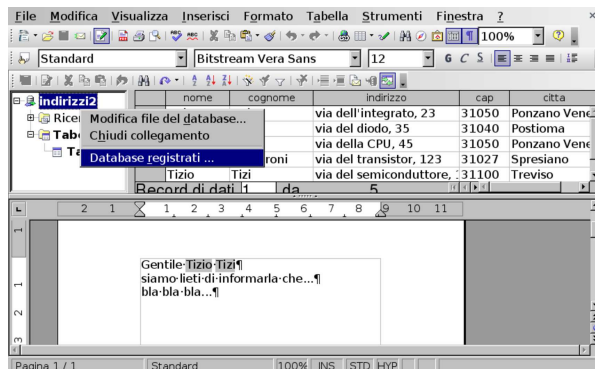 File Modifica Visualizza Inserisci Formato Tabella Strumenti Finestra ?
100%
Standard Bitstream Vera Sans 12 G C S
indirizzi2 nome cognome indirizzo cap citta
via dell'integrato, 23 31050 Ponzano Vene
Modifica file del database...
via del diodo, 35 31040 Postioma
Chiudi collegamento
via della CPU, 45 31050 Ponzano Vene
Database registrati ...
roni via del transistor, 123 31027 Spresiano
Tizio Tizi via del semiconduttore, 31100 Treviso
Record di dati 1 da 5
2 1 1 2 3 4 5 6 7 8 9 10 11
Gentile Tizio Tizi¶
siamo lieti di informarla che...¶
bla bla bla...¶
1 2 3
Pagina 1 / 1 Standard 100% INS STD HYP